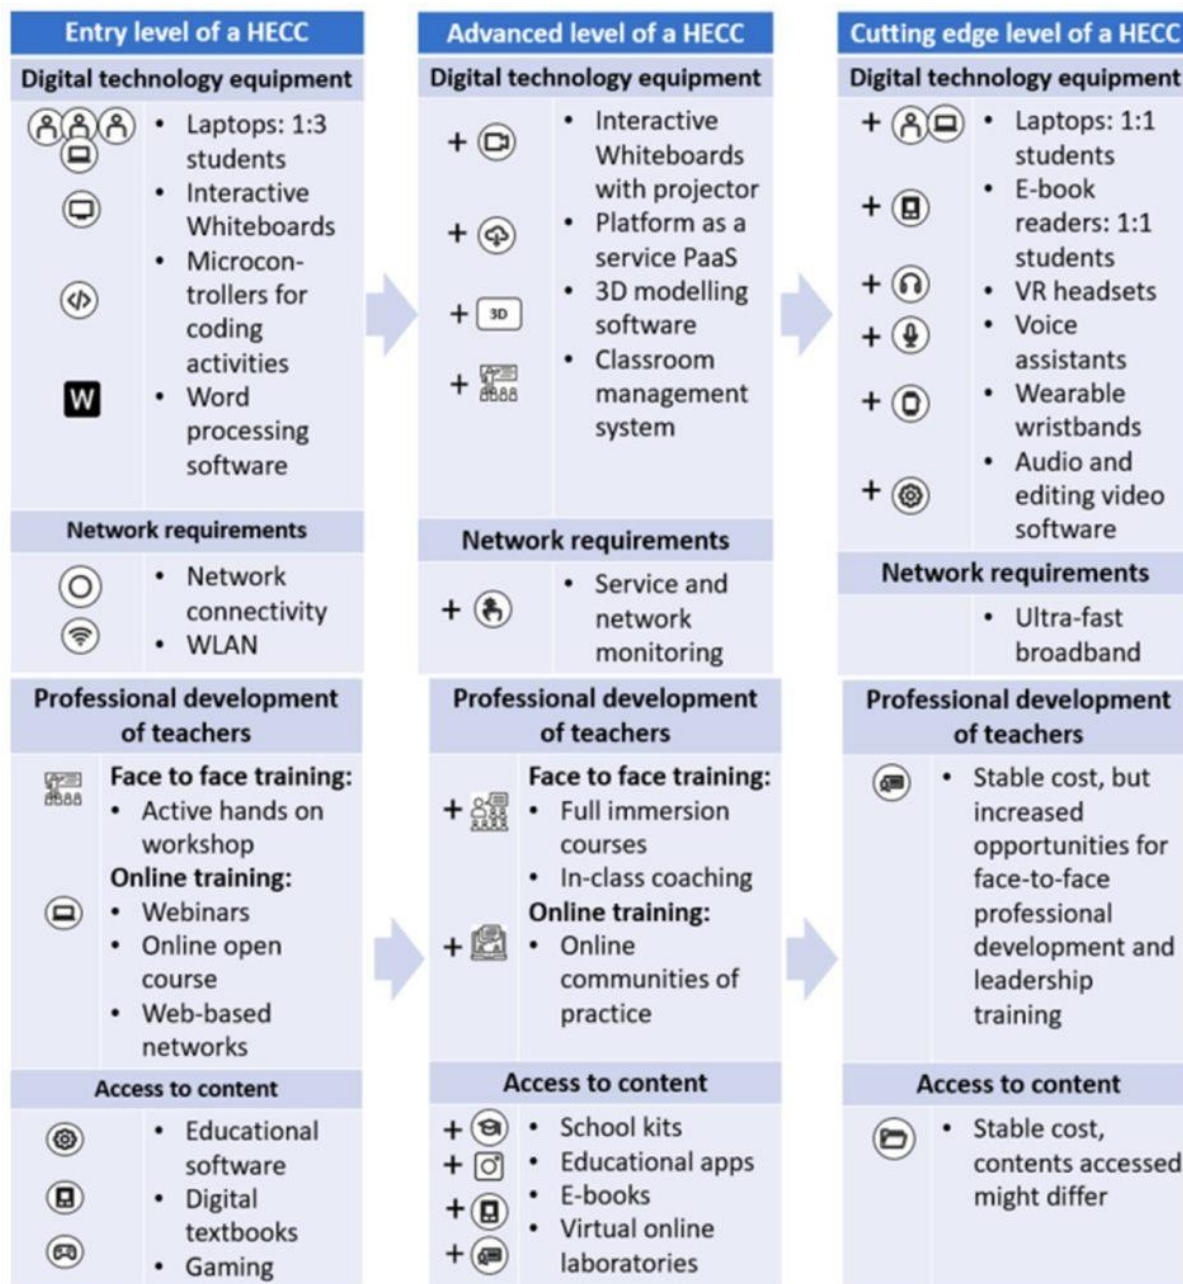 Entry level of a HECC
Digital technology equipment
• Laptops: 1:3
students
• Interactive
Whiteboards
• Microcon-
trollers for
coding
activities
W
• Word
processing
software
Network requirements
• Network
connectivity
• WLAN
Professional development
of teachers
Face to face training:
• Active hands on
workshop
Online training:
• Webinars
• Online open
course
• Web-based
networks
Access to content
• Educational
software
• Digital
textbooks
• Gaming
Advanced level of a HECC
Digital technology equipment
+ • Interactive
Whiteboards
with projector
+ • Platform as a
service PaaS
+ 3D • 3D modelling
software
+ • Classroom
management
system
Network requirements
+ • Service and
network
monitoring
Professional development
of teachers
Face to face training:
+ • Full immersion
courses
• In-class coaching
Online training:
+ • Online
communities of
practice
Access to content
+ • School kits
+ • Educational apps
+ • E-books
+ • Virtual online
laboratories
Cutting edge level of a HECC
Digital technology equipment
+ • Laptops: 1:1
students
+ • E-book
readers: 1:1
students
+ • VR headsets
+ • Voice
assistants
+ • Wearable
wristbands
+ • Audio and
editing video
software
Network requirements
• Ultra-fast
broadband
Professional development
of teachers
• Stable cost, but
increased
opportunities for
face-to-face
professional
development and
leadership
training
Access to content
• Stable cost,
contents accessed
might differ